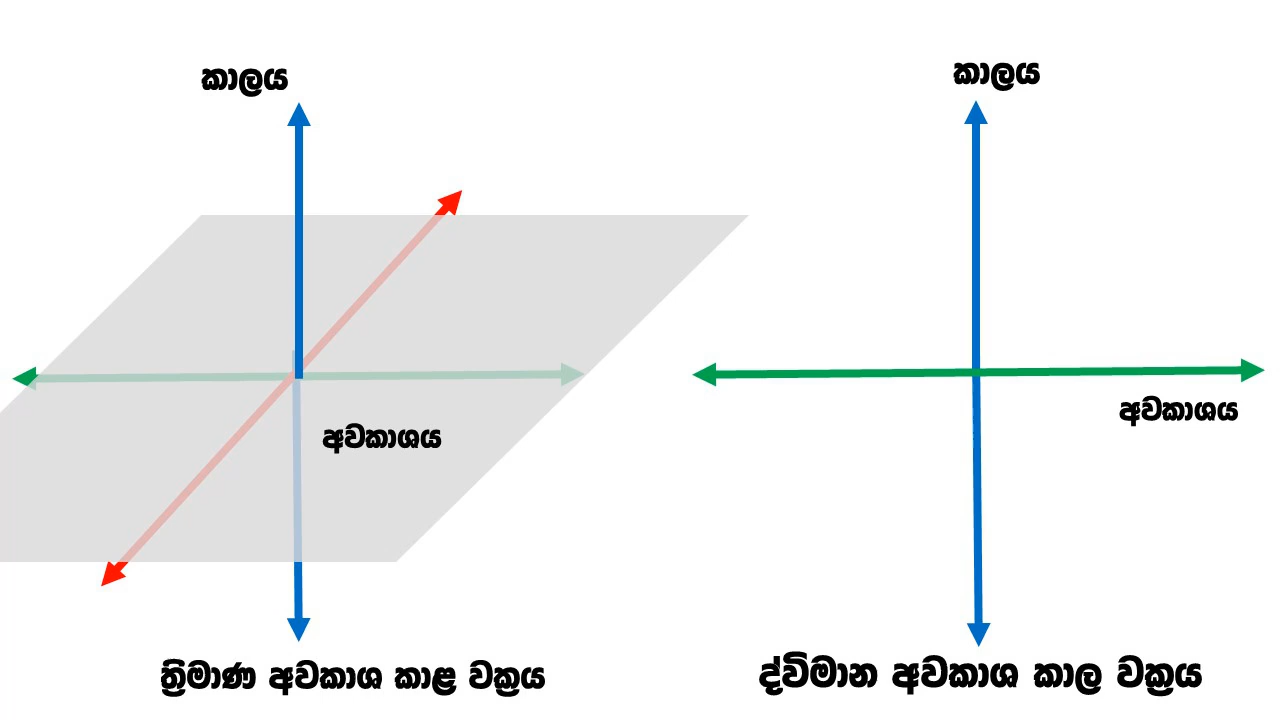 කාලය
අවකාශය
ත්‍රිමාණ අවකාශ කාළ වක්‍රය
කාලය
අවකාශය
ද්විමාන අවකාශ කාල වක්‍රය